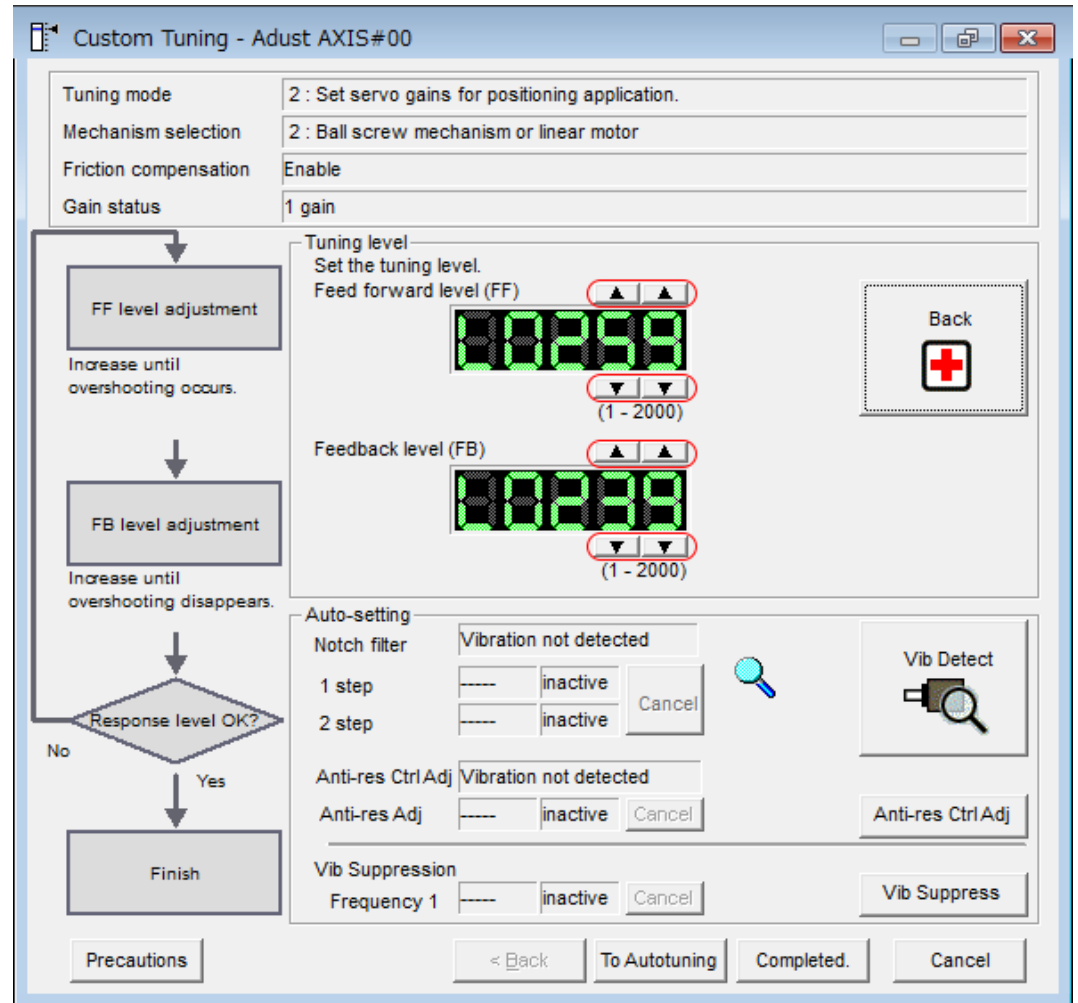 Custom Tuning - Adust AXIS#00
Tuning mode
2 : Set servo gains for positioning application.
Mechanism selection
2 : Ball screw mechanism or linear motor
Friction compensation
Enable
Gain status
1 gain
FF level adjustment
Increase until
overshooting occurs.
FB level adjustment
Increase until
overshooting disappears.
Response level OK?
No
Yes
Finish
Tuning level
Set the tuning level.
Feed forward level (FF)
L0259
(1 - 2000)
Feedback level (FB)
L0239
(1 - 2000)
Back
Auto-setting
Notch filter
Vibration not detected
1 step
-----
inactive
Cancel
2 step
-----
inactive
Vib Detect
Anti-res Ctrl Adj
Vibration not detected
Anti-res Adj
-----
inactive
Cancel
Anti-res Ctrl Adj
Vib Suppression
Frequency 1
-----
inactive
Cancel
Vib Suppress
Precautions
< Back
To Autotuning
Completed.
Cancel